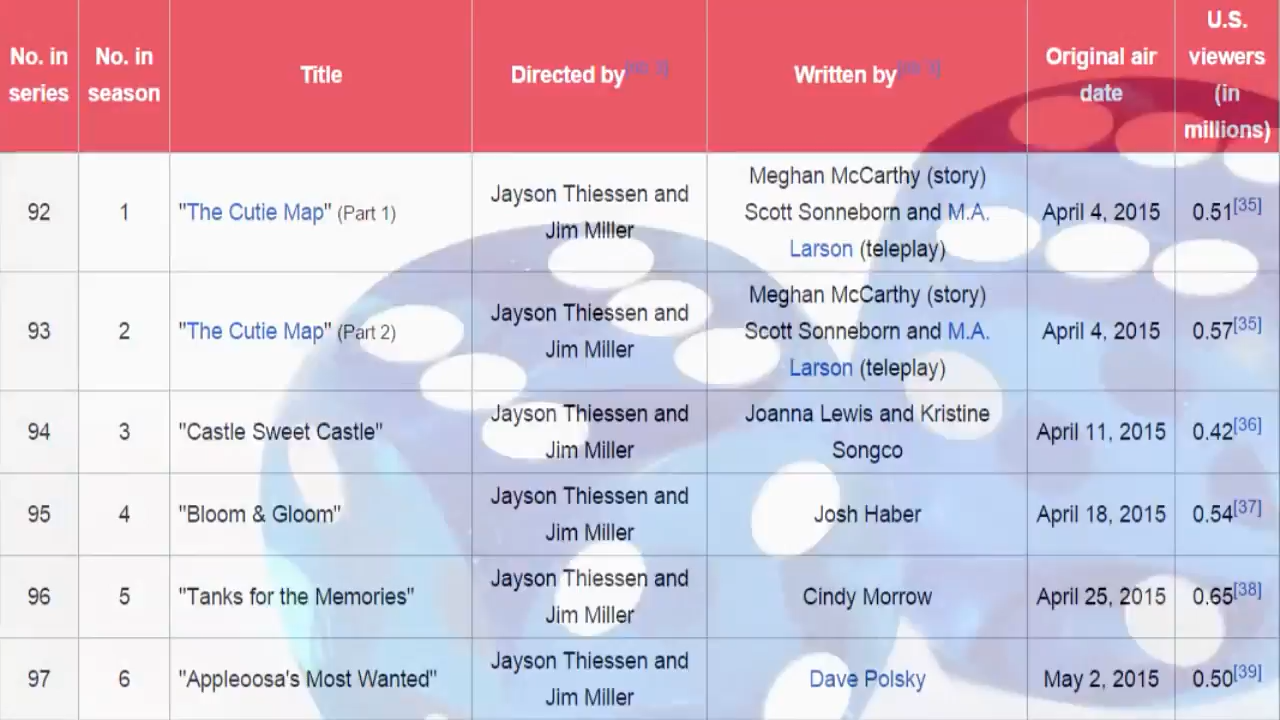 No. in series
No. in season
Title
Directed by
Written by
Original air date
U.S. viewers (in millions)
92
1
"The Cutie Map" (Part 1)
Jayson Thiessen and
Jim Miller
Meghan McCarthy (story)
Scott Sonneborn and M.A.
Larson (teleplay)
April 4, 2015
0.51[35]
93
2
"The Cutie Map" (Part 2)
Jayson Thiessen and
Jim Miller
Meghan McCarthy (story)
Scott Sonneborn and M.A.
Larson (teleplay)
April 4, 2015
0.57[35]
94
3
"Castle Sweet Castle"
Jayson Thiessen and
Jim Miller
Joanna Lewis and Kristine
Songco
April 11, 2015
0.42[36]
95
4
"Bloom & Gloom"
Jayson Thiessen and
Jim Miller
Josh Haber
April 18, 2015
0.54[37]
96
5
"Tanks for the Memories"
Jayson Thiessen and
Jim Miller
Cindy Morrow
April 25, 2015
0.65[38]
97
6
"Appleoosa's Most Wanted"
Jayson Thiessen and
Jim Miller
Dave Polsky
May 2, 2015
0.50[39]